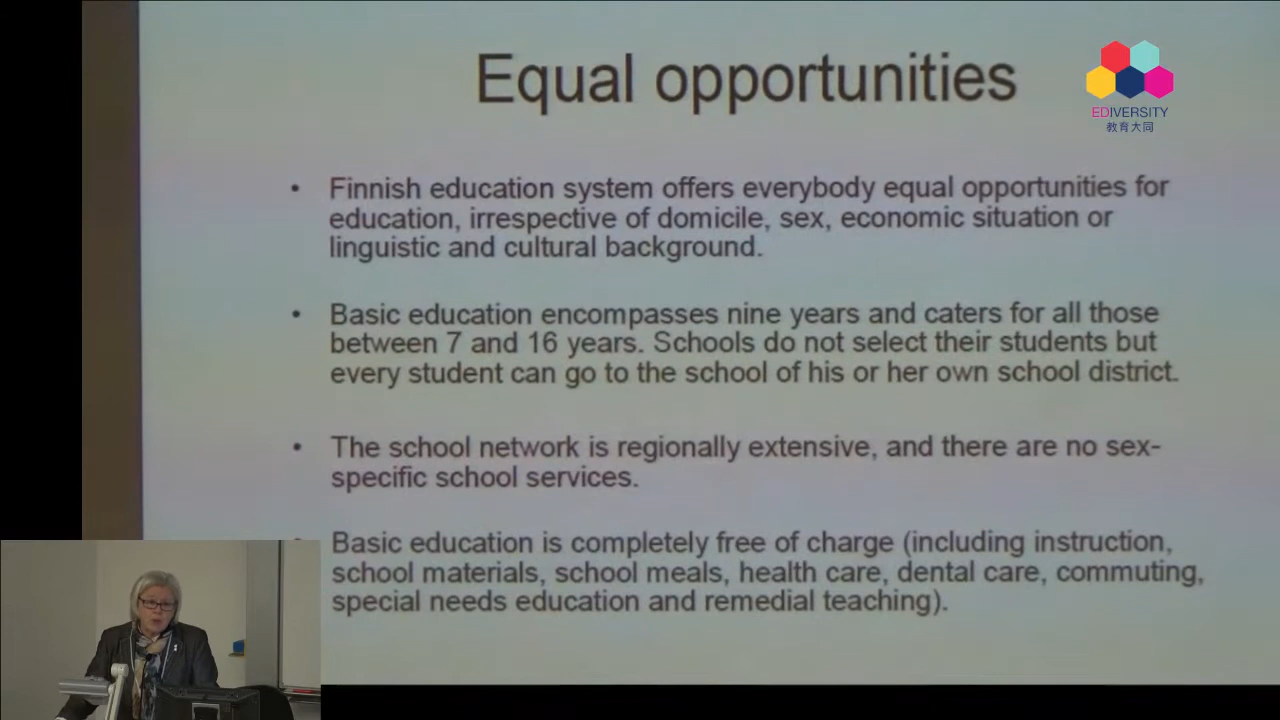 Equal opportunities
EDIVERSITY
教育大同
• Finnish education system offers everybody equal opportunities for
education, irrespective of domicile, sex, economic situation or
linguistic and cultural background.
• Basic education encompasses nine years and caters for all those
between 7 and 16 years. Schools do not select their students but
every student can go to the school of his or her own school district.
• The school network is regionally extensive, and there are no sex-
specific school services.
• Basic education is completely free of charge (including instruction,
school materials, school meals, health care, dental care, commuting,
special needs education and remedial teaching).